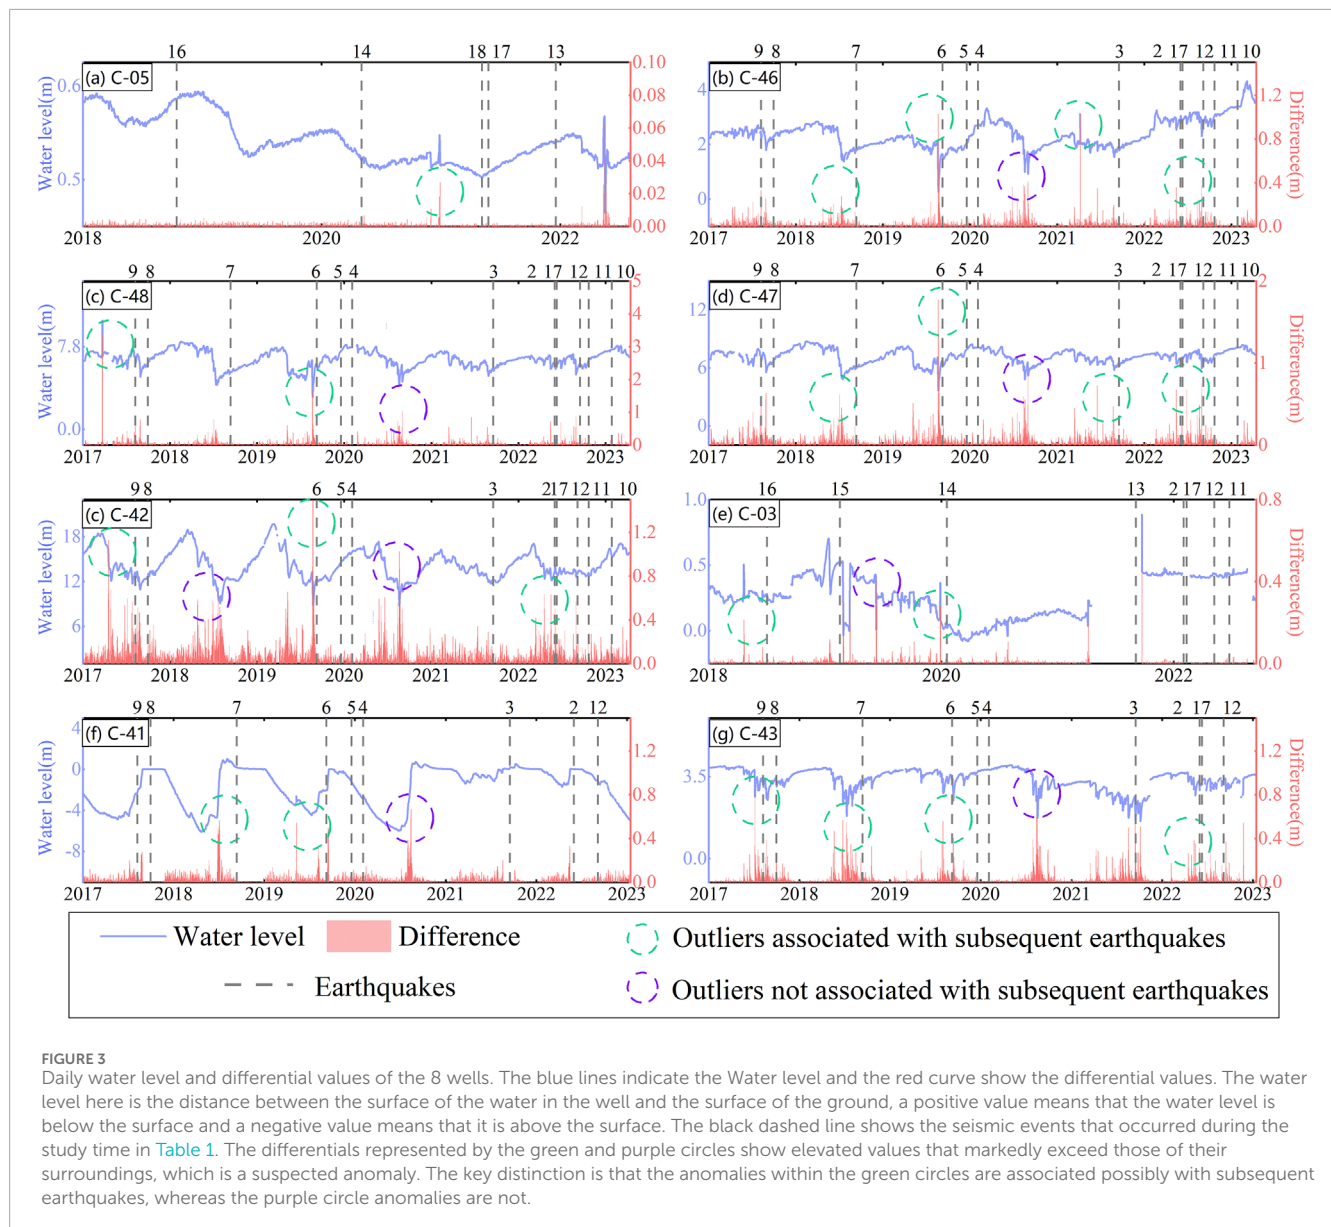 16 14 18 17 13
(a) C-05
Water level(m)
0.6
0.5
0.10
0.08
0.06
0.04
0.02
0.00
2018 2020 2022
9 8 7 6 5 4 3 2 17 12 11 10
(b) C-46
4
2
0
Water level(m)
1.2
0.8
0.4
0.0
Difference(m)
2017 2018 2019 2020 2021 2022 2023
9 8 7 6 5 4 3 2 17 12 11 10
(c) C-48
Water level(m)
7.8
0.0
5
4
3
2
1
0
2017 2018 2019 2020 2021 2022 2023
9 8 7 6 5 4 3 2 17 12 11 10
(d) C-47
12
6
0
2
1
0
Difference(m)
2017 2018 2019 2020 2021 2022 2023
9 8 6 5 4 3 2 17 12 11 10
(c) C-42
Water level(m)
18
12
6
1.2
0.8
0.4
0.0
2017 2018 2019 2020 2021 2022 2023
16 15 14 13 2 17 12 11
(e) C-03
1.0
0.5
0.0
0.8
0.4
0.0
Difference(m)
2018 2020 2022
9 8 7 6 5 4 3 2 12
(f) C-41
Water level(m)
4
0
-4
-8
1.2
0.8
0.4
0.0
2017 2018 2019 2020 2021 2022 2023
9 8 7 6 5 4 3 2 17 12
(g) C-43
3.5
0.0
1.2
0.8
0.4
0.0
Difference(m)
2017 2018 2019 2020 2021 2022 2023
Water level Difference
Outliers associated with subsequent earthquakes
Earthquakes
Outliers not associated with subsequent earthquakes
FIGURE 3
Daily water level and differential values of the 8 wells. The blue lines indicate the Water level and the red curve show the differential values. The water
level here is the distance between the surface of the water in the well and the surface of the ground, a positive value means that the water level is
below the surface and a negative value means that it is above the surface. The black dashed line shows the seismic events that occurred during the
study time in Table 1. The differentials represented by the green and purple circles show elevated values that markedly exceed those of their
surroundings, which is a suspected anomaly. The key distinction is that the anomalies within the green circles are associated possibly with subsequent
earthquakes, whereas the purple circle anomalies are not.